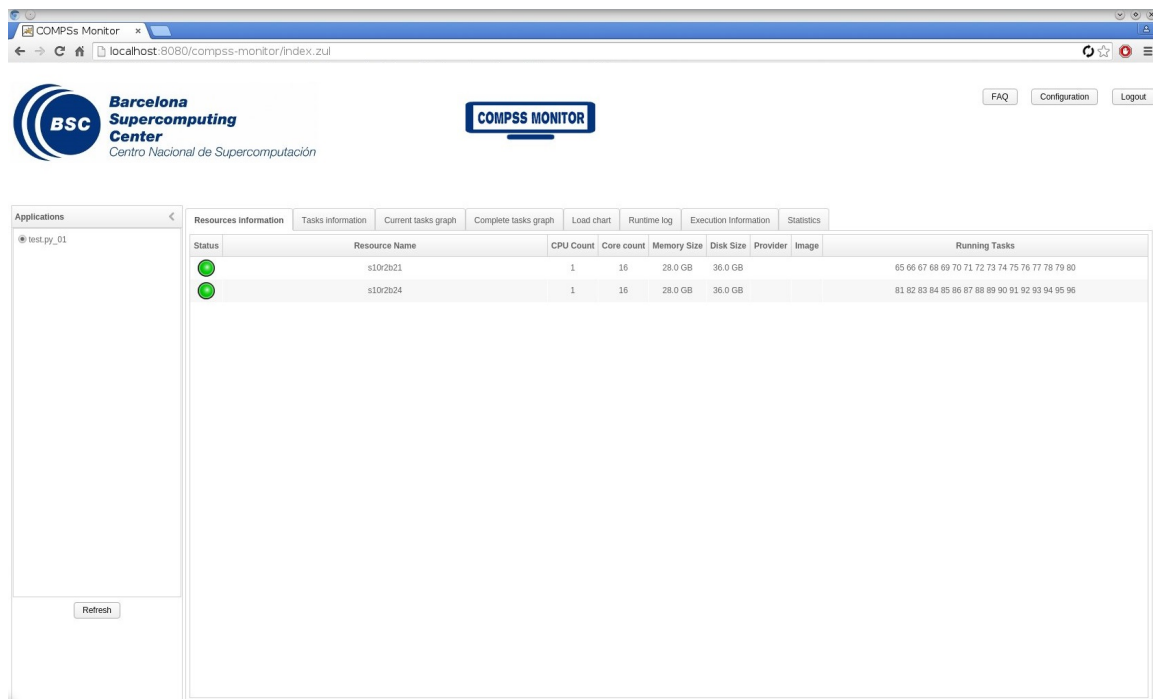 COMPSs Monitor
localhost:8080/compss-monitor/index.zul
BSC
Barcelona
Supercomputing
Center
Centro Nacional de Supercomputación
COMPSS MONITOR
FAQ Configuration Logout
Applications
test.py_01
Refresh
Resources information Tasks information Current tasks graph Complete tasks graph Load chart Runtime log Execution Information Statistics
Status Resource Name CPU Count Core count Memory Size Disk Size Provider Image Running Tasks
s10r2b21 1 16 28.0 GB 36.0 GB 65 66 67 68 69 70 71 72 73 74 75 76 77 78 79 80
s10r2b24 1 16 28.0 GB 36.0 GB 81 82 83 84 85 86 87 88 89 90 91 92 93 94 95 96